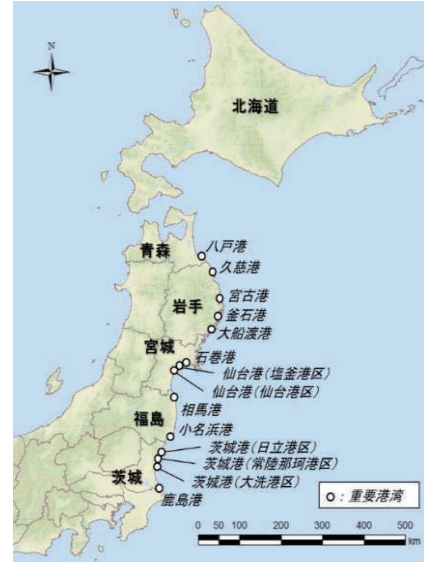 N
北海道
青森
八戸港
久慈港
岩手
宮古港
釜石港
大船渡港
宮城
石巻港
仙台港(塩釜港区)
仙台港(仙台港区)
相馬港
福島
小名浜港
茨城港(日立港区)
茨城港(常陸那珂港区)
茨城港(大洗港区)
茨城
鹿島港
○:重要港湾
0 50 100 200 300 400 500
km